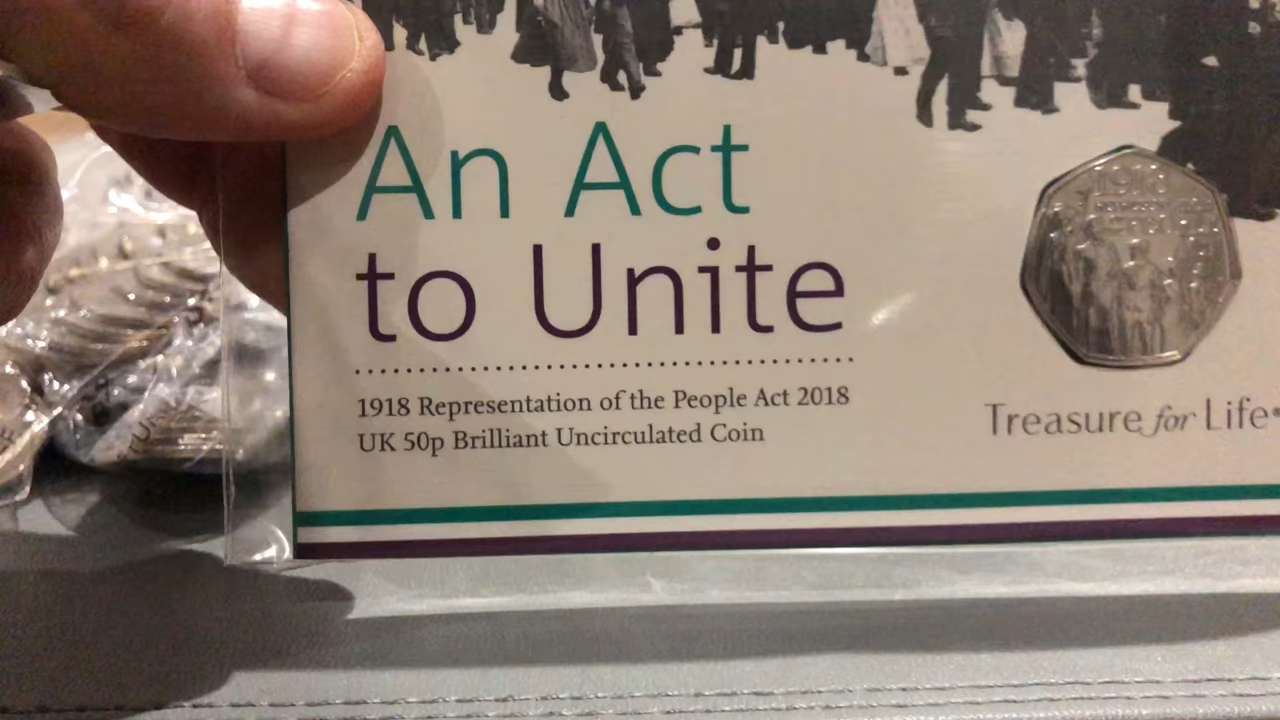 An Act
to Unite
1918 Representation of the People Act 2018
UK 50p Brilliant Uncirculated Coin
1918
Treasure for Life